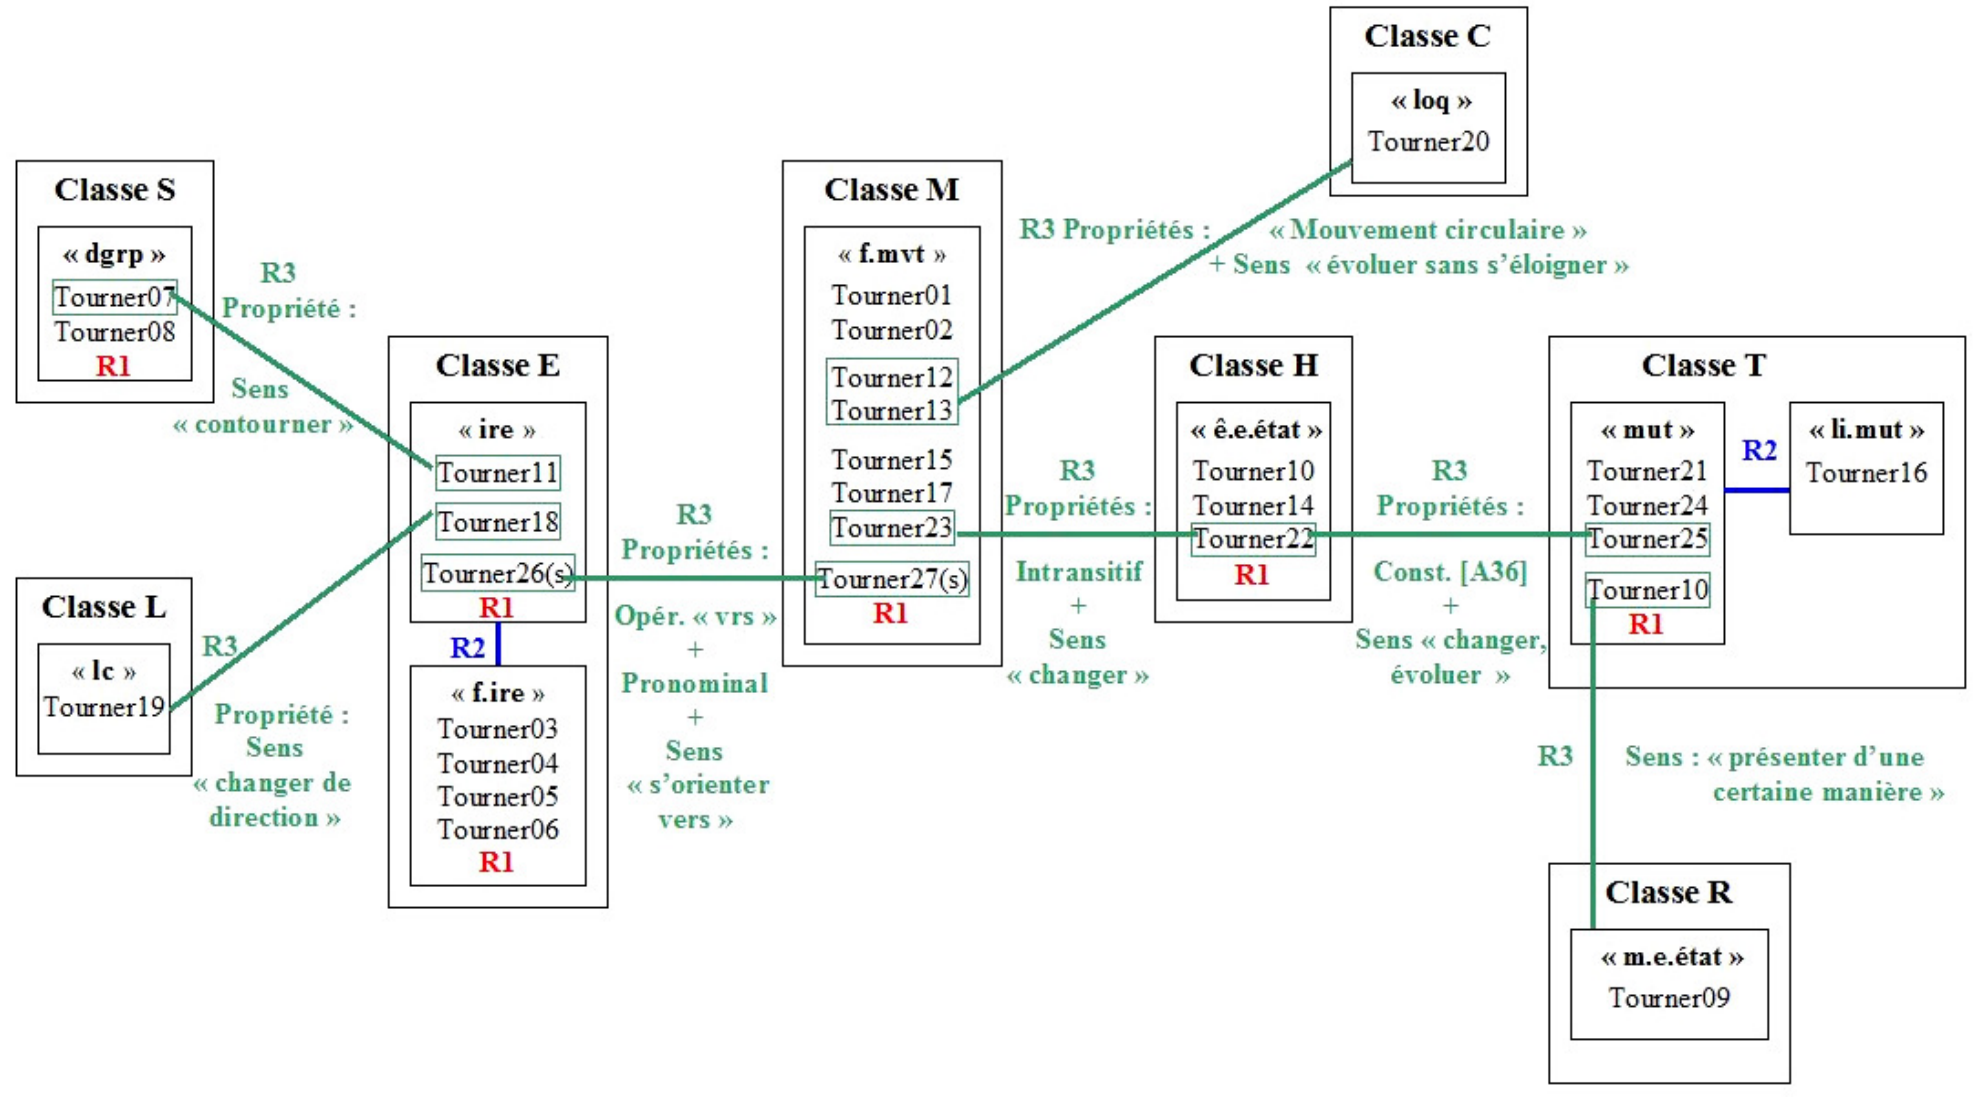 Classe C
« loq »
Tourner20
Classe S
« dgrp »
Tourner07
Tourner08
R1
R3
Propriété :
Sens
« contourner »
Classe L
« lc »
Tourner19
R3
Propriété :
Sens
« changer de
direction »
Classe E
« ire »
Tourner11
Tourner18
Tourner26(s)
R1
R2
« f.ire »
Tourner03
Tourner04
Tourner05
Tourner06
R1
R3
Propriétés :
Opér. « vrs »
+
Pronominal
+
Sens
« s’orienter
vers »
Classe M
« f.mvt »
Tourner01
Tourner02
Tourner12
Tourner13
Tourner15
Tourner17
Tourner23
Tourner27(s)
R1
R3 Propriétés : « Mouvement circulaire »
+ Sens « évoluer sans s’éloigner »
R3
Propriétés :
Intransitif
+
Sens
« changer »
Classe H
« ê.e.état »
Tourner10
Tourner14
Tourner22
R1
R3
Propriétés :
Const. [A36]
+
Sens « changer,
évoluer »
Classe T
« mut »
Tourner21
Tourner24
Tourner25
Tourner10
R1
R2
« li.mut »
Tourner16
R3
Sens : « présenter d’une
certaine manière »
Classe R
« m.e.état »
Tourner09